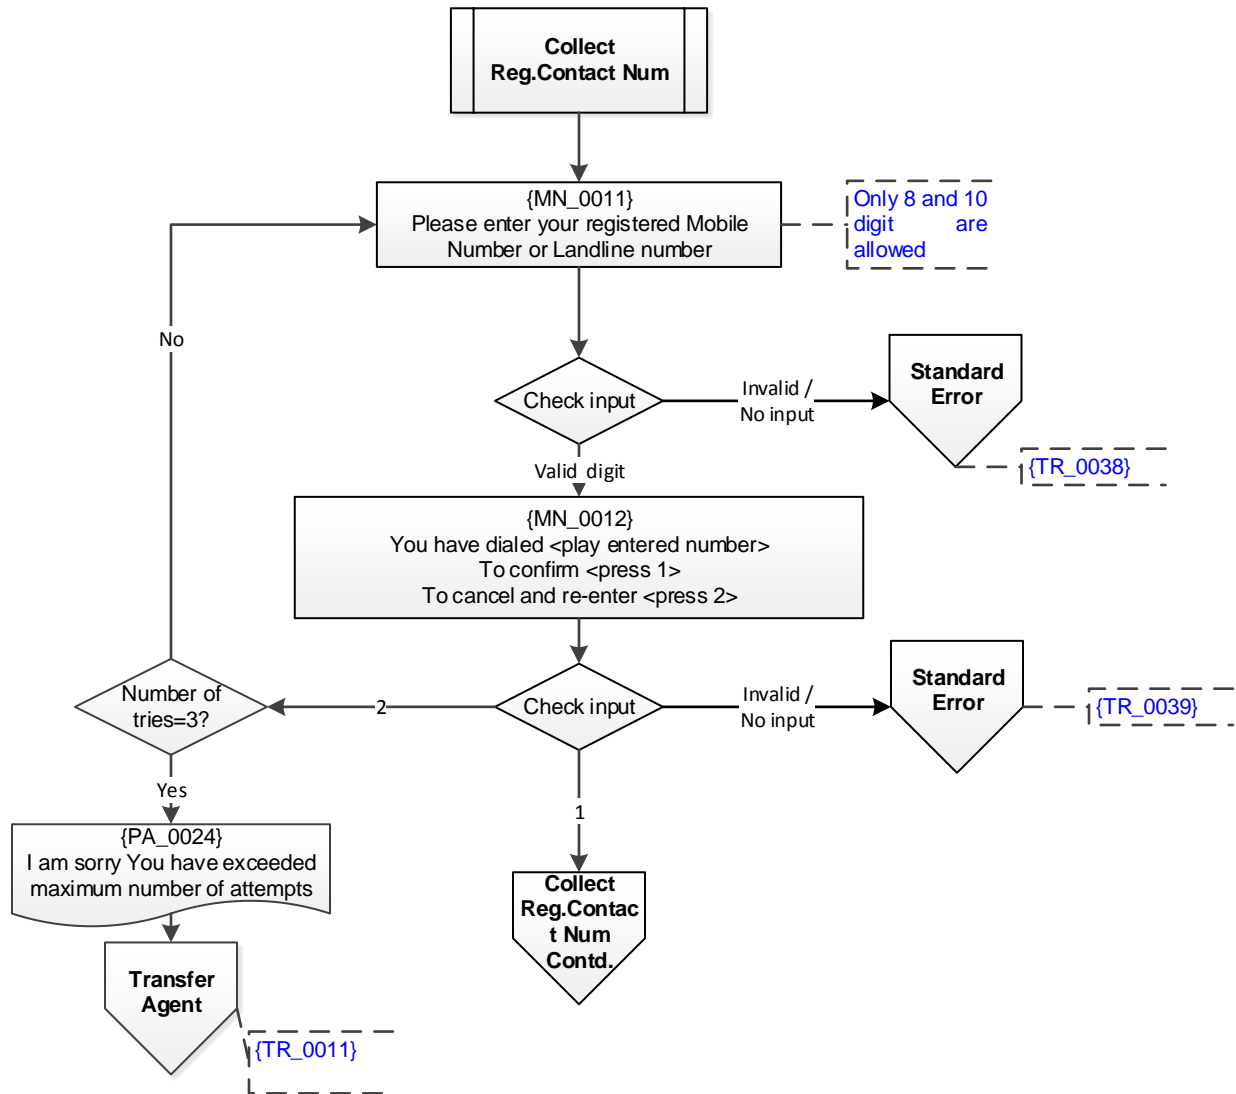 Collect
Reg.Contact Num
{MN_0011}
Please enter your registered Mobile
Number or Landline number
Only 8 and 10
digit are
allowed
No
Check input
Invalid /
No input
Standard
Error
{TR_0038}
Valid digit
{MN_0012}
You have dialed <play entered number>
To confirm <press 1>
To cancel and re-enter <press 2>
Number of
tries=3?
2
Check input
Invalid /
No input
Standard
Error
{TR_0039}
Yes
1
{PA_0024}
I am sorry You have exceeded
maximum number of attempts
Collect
Reg.Contac
t Num
Contd.
Transfer
Agent
{TR_0011}